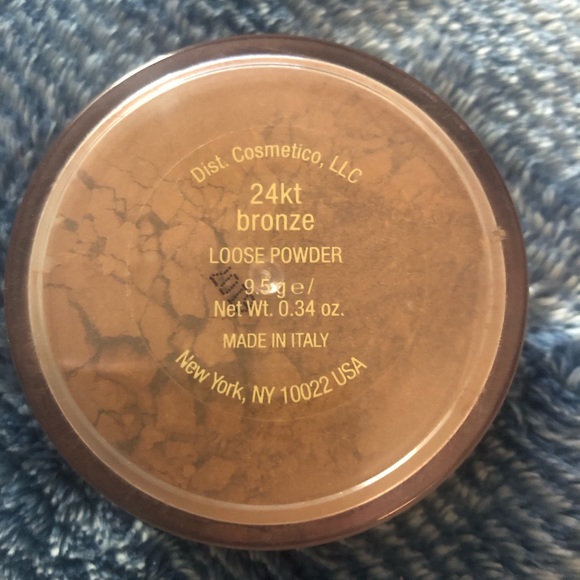 Dist. Cosmetico, LLC
24kt
bronze
LOOSE POWDER
9.5 g e /
Net Wt. 0.34 oz.
MADE IN ITALY
New York, NY 10022 USA